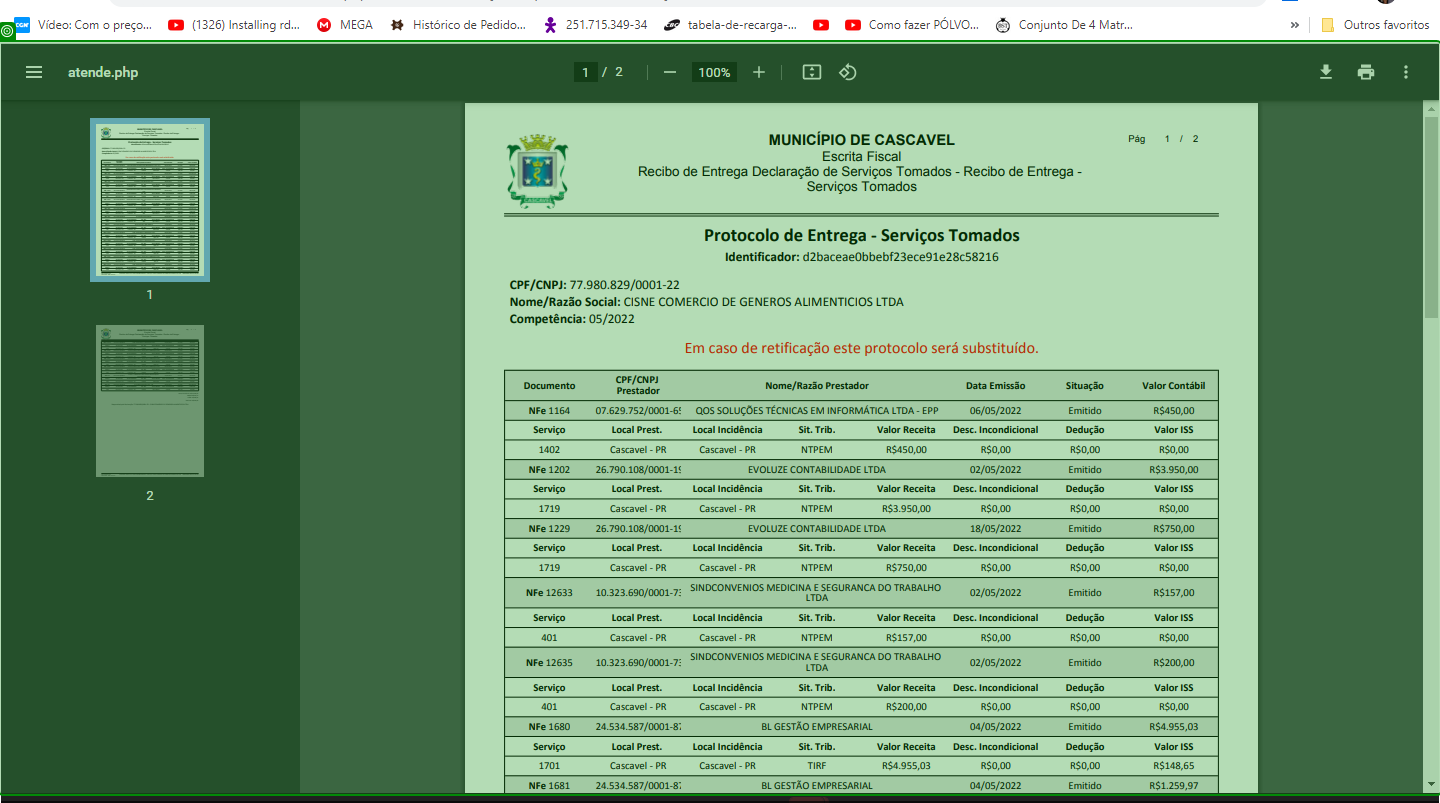 Vídeo: Com o preço...
(1326) Installing rd...
MEGA
Histórico de Pedido...
251.715.349-34
tabela-de-recarga-...
Como fazer PÓLVO...
Conjunto De 4 Matr...
»
Outros favoritos
atende.php
1 / 2
100%
MUNICÍPIO DE CASCAVEL
Pág 1 / 2
Escrita Fiscal
Recibo de Entrega Declaração de Serviços Tomados - Recibo de Entrega -
Serviços Tomados
CASCAVEL
Protocolo de Entrega - Serviços Tomados
Identificador: d2baceae0bbebf23ece91e28c58216
CPF/CNPJ: 77.980.829/0001-22
Nome/Razão Social: CISNE COMERCIO DE GENEROS ALIMENTICIOS LTDA
Competência: 05/2022
Em caso de retificação este protocolo será substituído.
Documento CPF/CNPJ Prestador Nome/Razão Prestador Data Emissão Situação Valor Contábil
NFe 1164 07.629.752/0001-65 QOS SOLUÇÕES TÉCNICAS EM INFORMÁTICA LTDA - EPP 06/05/2022 Emitido R$450,00
Serviço Local Prest. Local Incidência Sit. Trib. Valor Receita Desc. Incondicional Dedução Valor ISS
1402 Cascavel - PR Cascavel - PR NTPEM R$450,00 R$0,00 R$0,00 R$0,00
NFe 1202 26.790.108/0001-19 EVOLUZE CONTABILIDADE LTDA 02/05/2022 Emitido R$3.950,00
Serviço Local Prest. Local Incidência Sit. Trib. Valor Receita Desc. Incondicional Dedução Valor ISS
1719 Cascavel - PR Cascavel - PR NTPEM R$3.950,00 R$0,00 R$0,00 R$0,00
NFe 1229 26.790.108/0001-19 EVOLUZE CONTABILIDADE LTDA 18/05/2022 Emitido R$750,00
Serviço Local Prest. Local Incidência Sit. Trib. Valor Receita Desc. Incondicional Dedução Valor ISS
1719 Cascavel - PR Cascavel - PR NTPEM R$750,00 R$0,00 R$0,00 R$0,00
NFe 12633 10.323.690/0001-73 SINDCONVENIOS MEDICINA E SEGURANCA DO TRABALHO LTDA 02/05/2022 Emitido R$157,00
Serviço Local Prest. Local Incidência Sit. Trib. Valor Receita Desc. Incondicional Dedução Valor ISS
401 Cascavel - PR Cascavel - PR NTPEM R$157,00 R$0,00 R$0,00 R$0,00
NFe 12635 10.323.690/0001-73 SINDCONVENIOS MEDICINA E SEGURANCA DO TRABALHO LTDA 02/05/2022 Emitido R$200,00
Serviço Local Prest. Local Incidência Sit. Trib. Valor Receita Desc. Incondicional Dedução Valor ISS
401 Cascavel - PR Cascavel - PR NTPEM R$200,00 R$0,00 R$0,00 R$0,00
NFe 1680 24.534.587/0001-87 BL GESTÃO EMPRESARIAL 04/05/2022 Emitido R$4.955,03
Serviço Local Prest. Local Incidência Sit. Trib. Valor Receita Desc. Incondicional Dedução Valor ISS
1701 Cascavel - PR Cascavel - PR TIRF R$4.955,03 R$0,00 R$0,00 R$148,65
NFe 1681 24.534.587/0001-87 BL GESTÃO EMPRESARIAL 04/05/2022 Emitido R$1.259,97
1
2